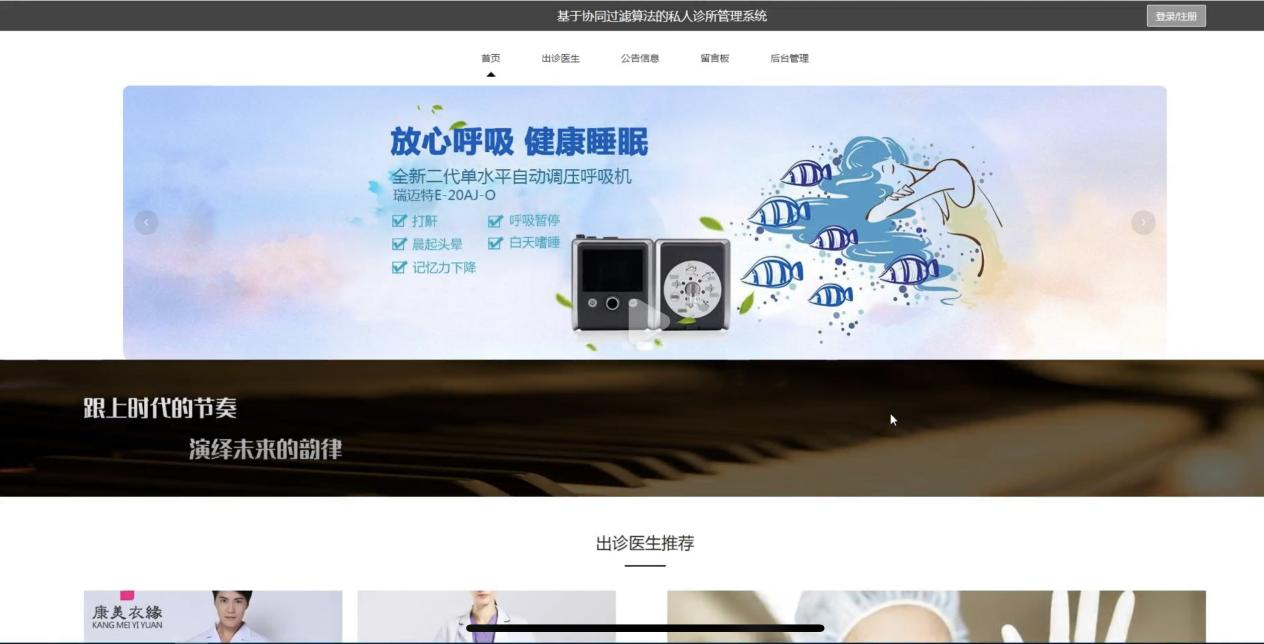 基于协同过滤算法的私人诊所管理系统
登录/注册
首页 出诊医生 公告信息 留言板 后台管理
放心呼吸 健康睡眠
全新二代单水平自动调压呼吸机
瑞迈特E-20AJ-O
打鼾 呼吸暂停
晨起头晕 白天嗜睡
记忆力下降
跟上时代的节奏
演绎未来的韵律
出诊医生推荐
康美衣缘
KANG MEI YI YUAN